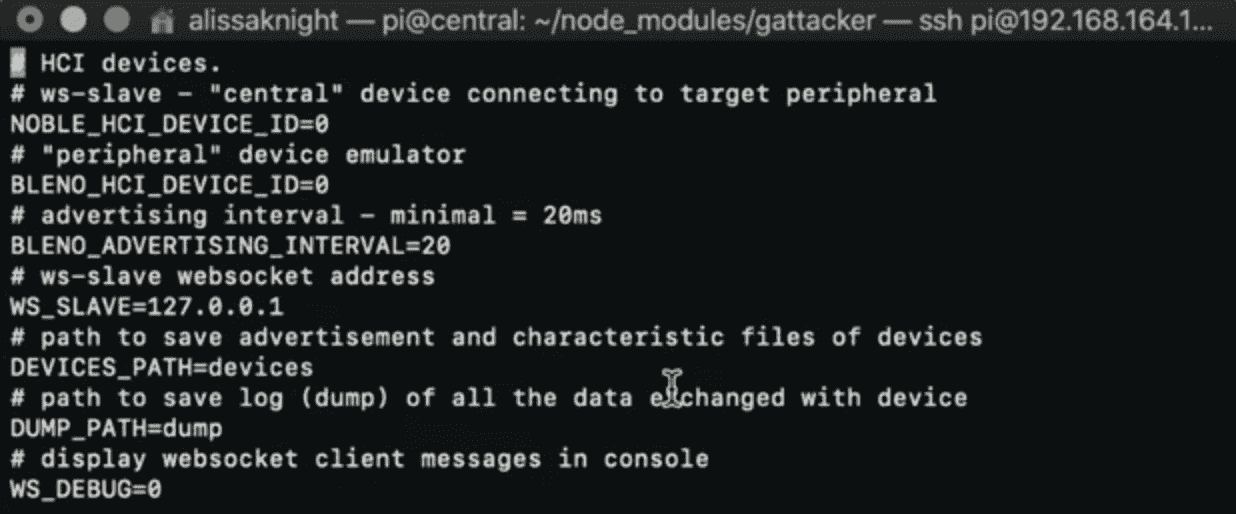 alissaknight — pi@central: ~/node_modules/gattacker — ssh pi@192.168.164.1...
# HCI devices.
# ws-slave - "central" device connecting to target peripheral
NOBLE_HCI_DEVICE_ID=0
# "peripheral" device emulator
BLENO_HCI_DEVICE_ID=0
# advertising interval - minimal = 20ms
BLENO_ADVERTISING_INTERVAL=20
# ws-slave websocket address
WS_SLAVE=127.0.0.1
# path to save advertisement and characteristic files of devices
DEVICES_PATH=devices
# path to save log (dump) of all the data exchanged with device
DUMP_PATH=dump
# display websocket client messages in console
WS_DEBUG=0